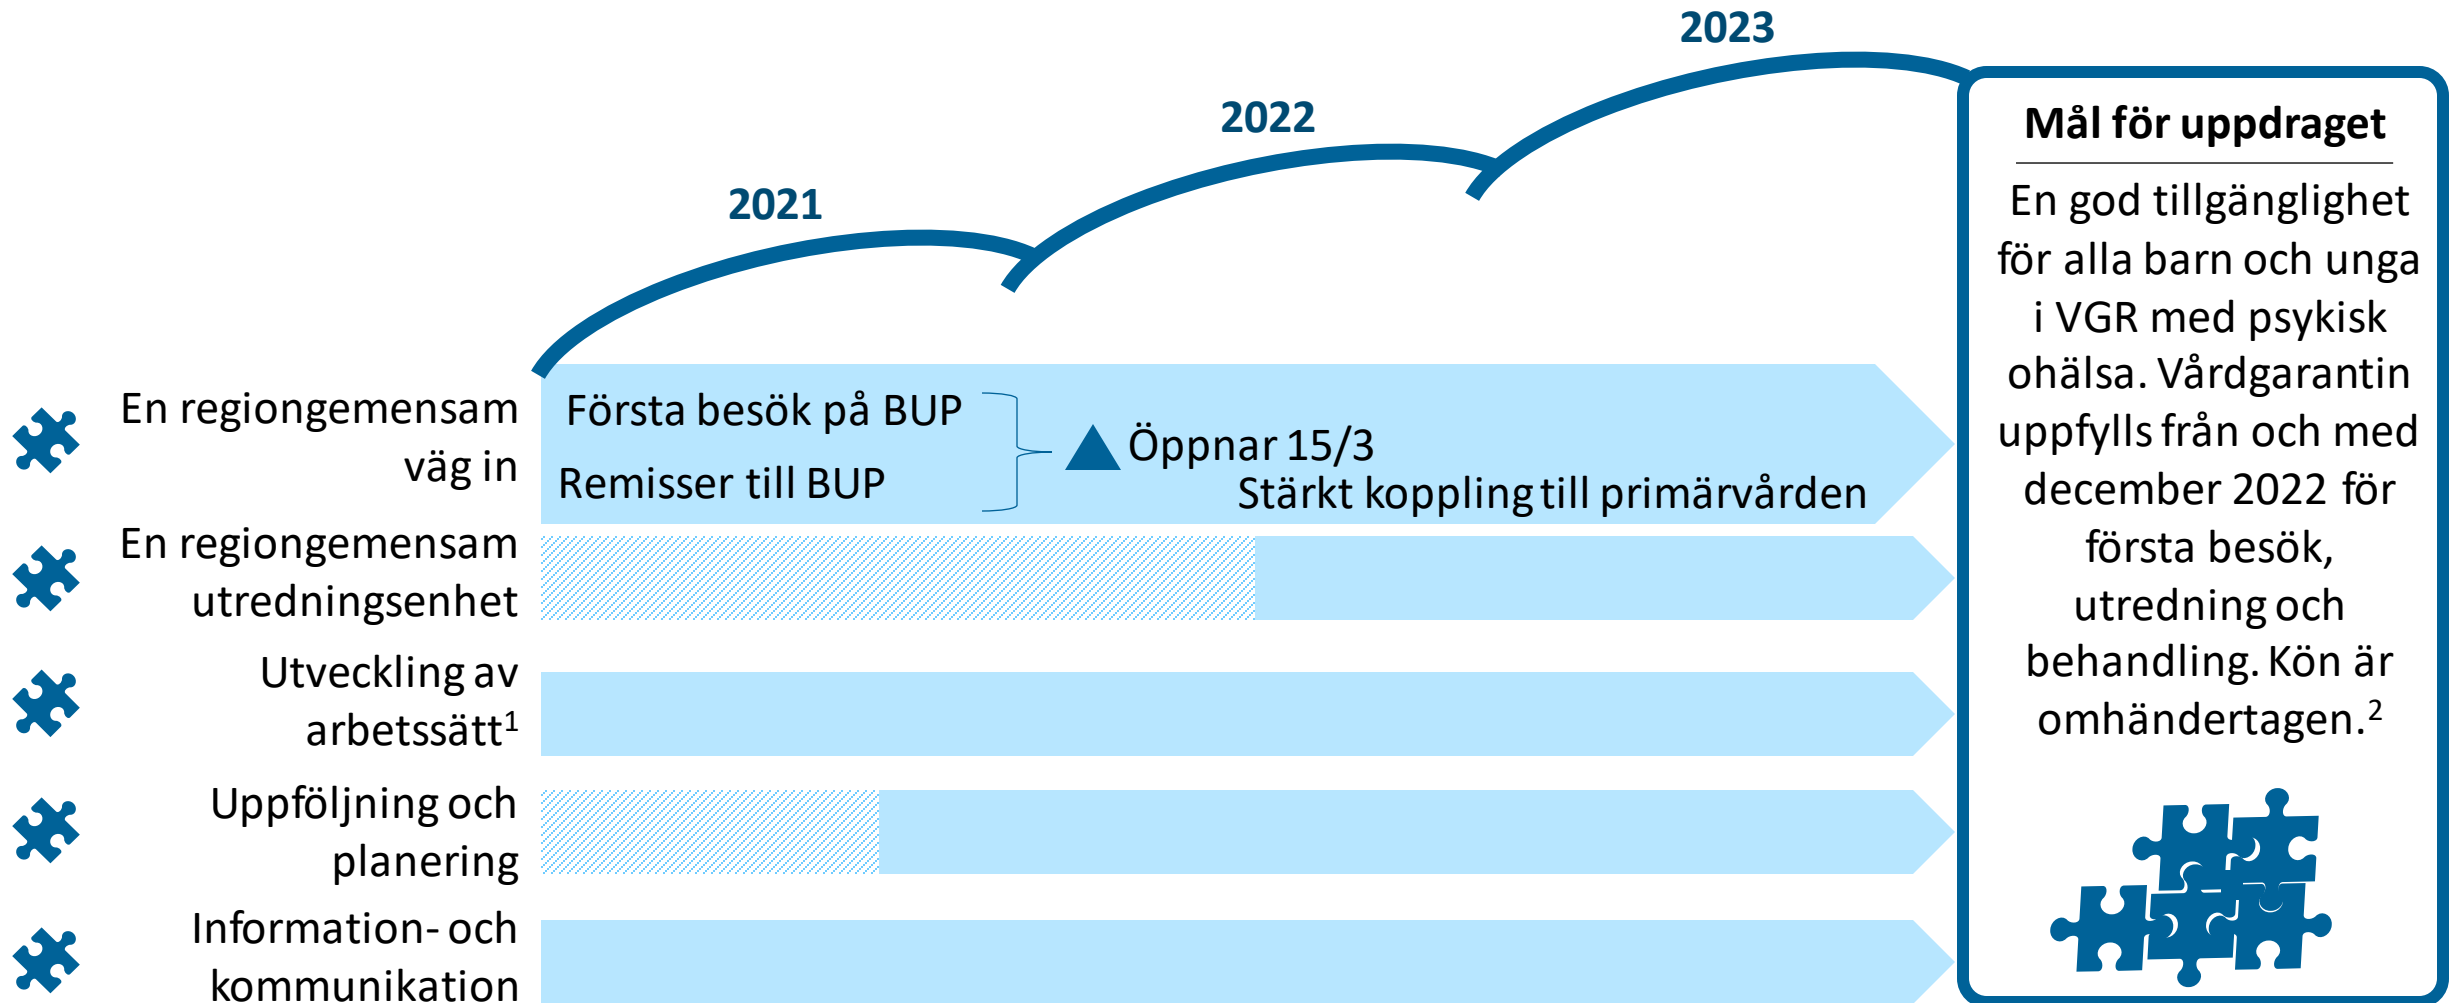 2021
2022
2023
En regiongemensam
väg in
Första besök på BUP
Remisser till BUP
Öppnar 15/3
Stärkt koppling till primärvården
En regiongemensam
utredningsenhet
Utveckling av
arbetssätt¹
Uppföljning och
planering
Information- och
kommunikation
Mål för uppdraget
En god tillgänglighet
för alla barn och unga
i VGR med psykisk
ohälsa. Vårdgarantin
uppfylls från och med
december 2022 för
första besök,
utredning och
behandling. Kön är
omhändertagen.²